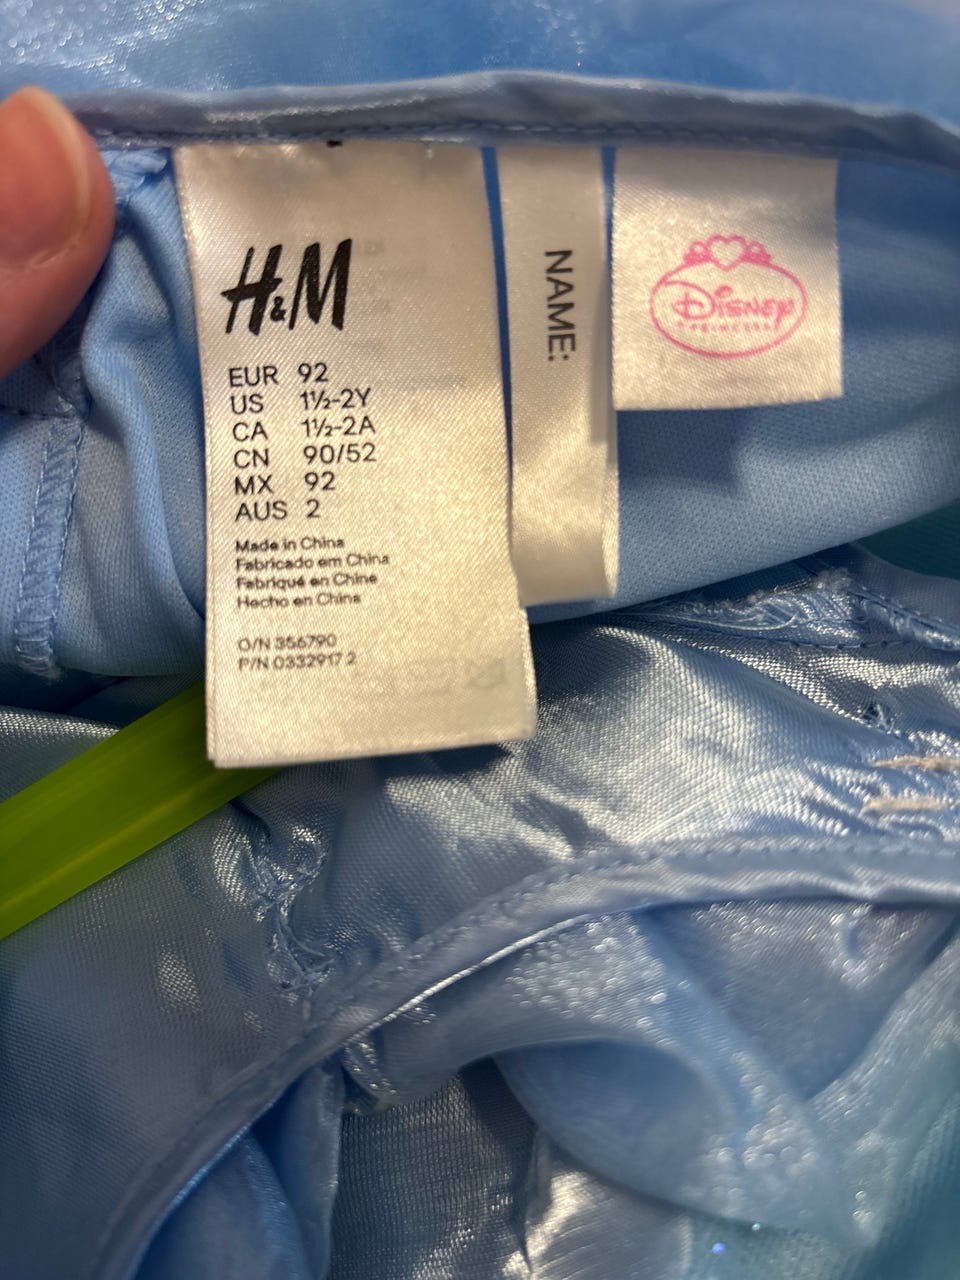 H&M
EUR 92
US 1½-2Y
CA 1½-2A
CN 90/52
MX 92
AUS 2
Made in China
Fabricado em China
Fabriqué en Chine
Hecho en China
O/N 356790
P/N 0332917 2
NAME:
Disney
PRINCESS